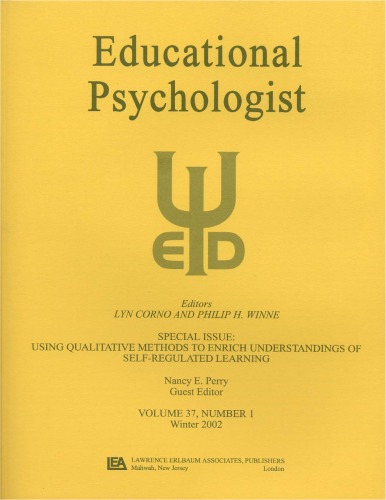 Educational
Psychologist
E D
Editors
LYN CORNO AND PHILIP H. WINNE
SPECIAL ISSUE:
USING QUALITATIVE METHODS TO ENRICH UNDERSTANDINGS OF
SELF-REGULATED LEARNING
Nancy E. Perry
Guest Editor
VOLUME 37, NUMBER 1
Winter 2002
LEA LAWRENCE ERLBAUM ASSOCIATES, PUBLISHERS
Mahwah, New Jersey London